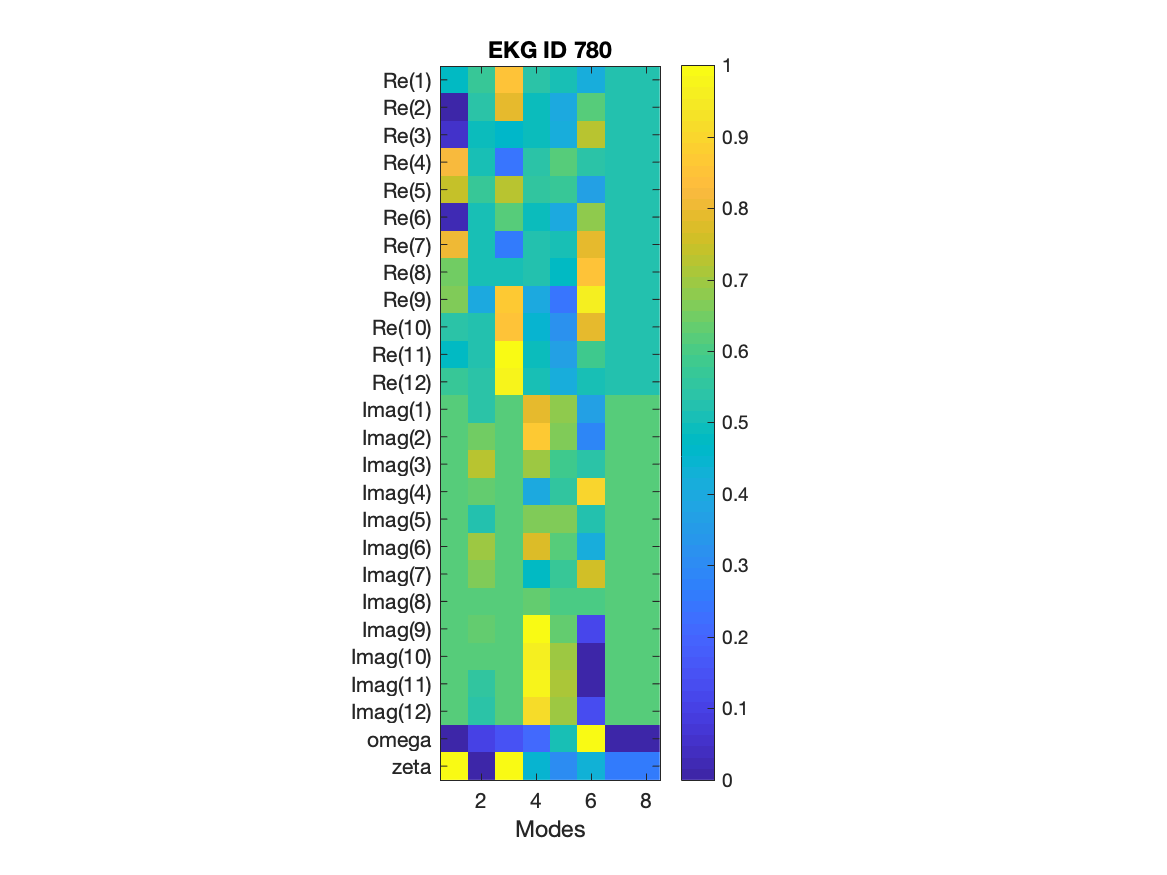 EKG ID 780
Re(1)
Re(2)
Re(3)
Re(4)
Re(5)
Re(6)
Re(7)
Re(8)
Re(9)
Re(10)
Re(11)
Re(12)
Imag(1)
Imag(2)
Imag(3)
Imag(4)
Imag(5)
Imag(6)
Imag(7)
Imag(8)
Imag(9)
Imag(10)
Imag(11)
Imag(12)
omega
zeta
2 4 6 8
Modes
1
0.9
0.8
0.7
0.6
0.5
0.4
0.3
0.2
0.1
0